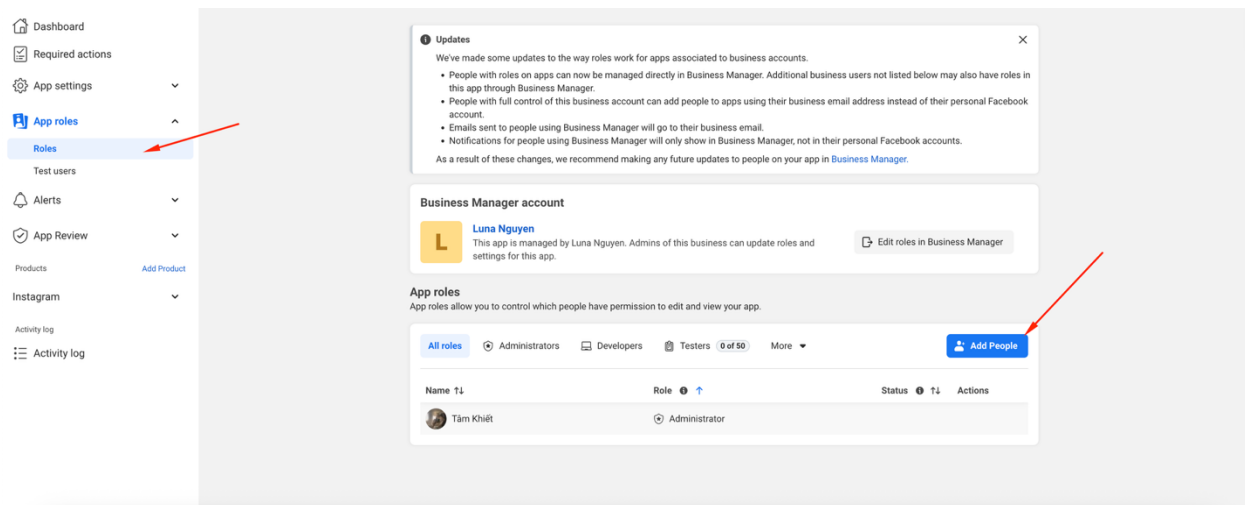 Dashboard
Required actions
App settings
App roles
Roles
Test users
Alerts
App Review
Products
Add Product
Instagram
Activity log
Activity log
Updates
We've made some updates to the way roles work for apps associated to business accounts.
• People with roles on apps can now be managed directly in Business Manager. Additional business users not listed below may also have roles in
this app through Business Manager.
• People with full control of this business account can add people to apps using their business email address instead of their personal Facebook
account.
• Emails sent to people using Business Manager will go to their business email.
• Notifications for people using Business Manager will only show in Business Manager, not in their personal Facebook accounts.
As a result of these changes, we recommend making any future updates to people on your app in Business Manager.
Business Manager account
L
Luna Nguyen
This app is managed by Luna Nguyen. Admins of this business can update roles and
settings for this app.
Edit roles in Business Manager
App roles
App roles allow you to control which people have permission to edit and view your app.
All roles
Administrators
Developers
Testers 0 of 50
More
Add People
Name
Role
Status
Actions
Tâm Khiết
Administrator